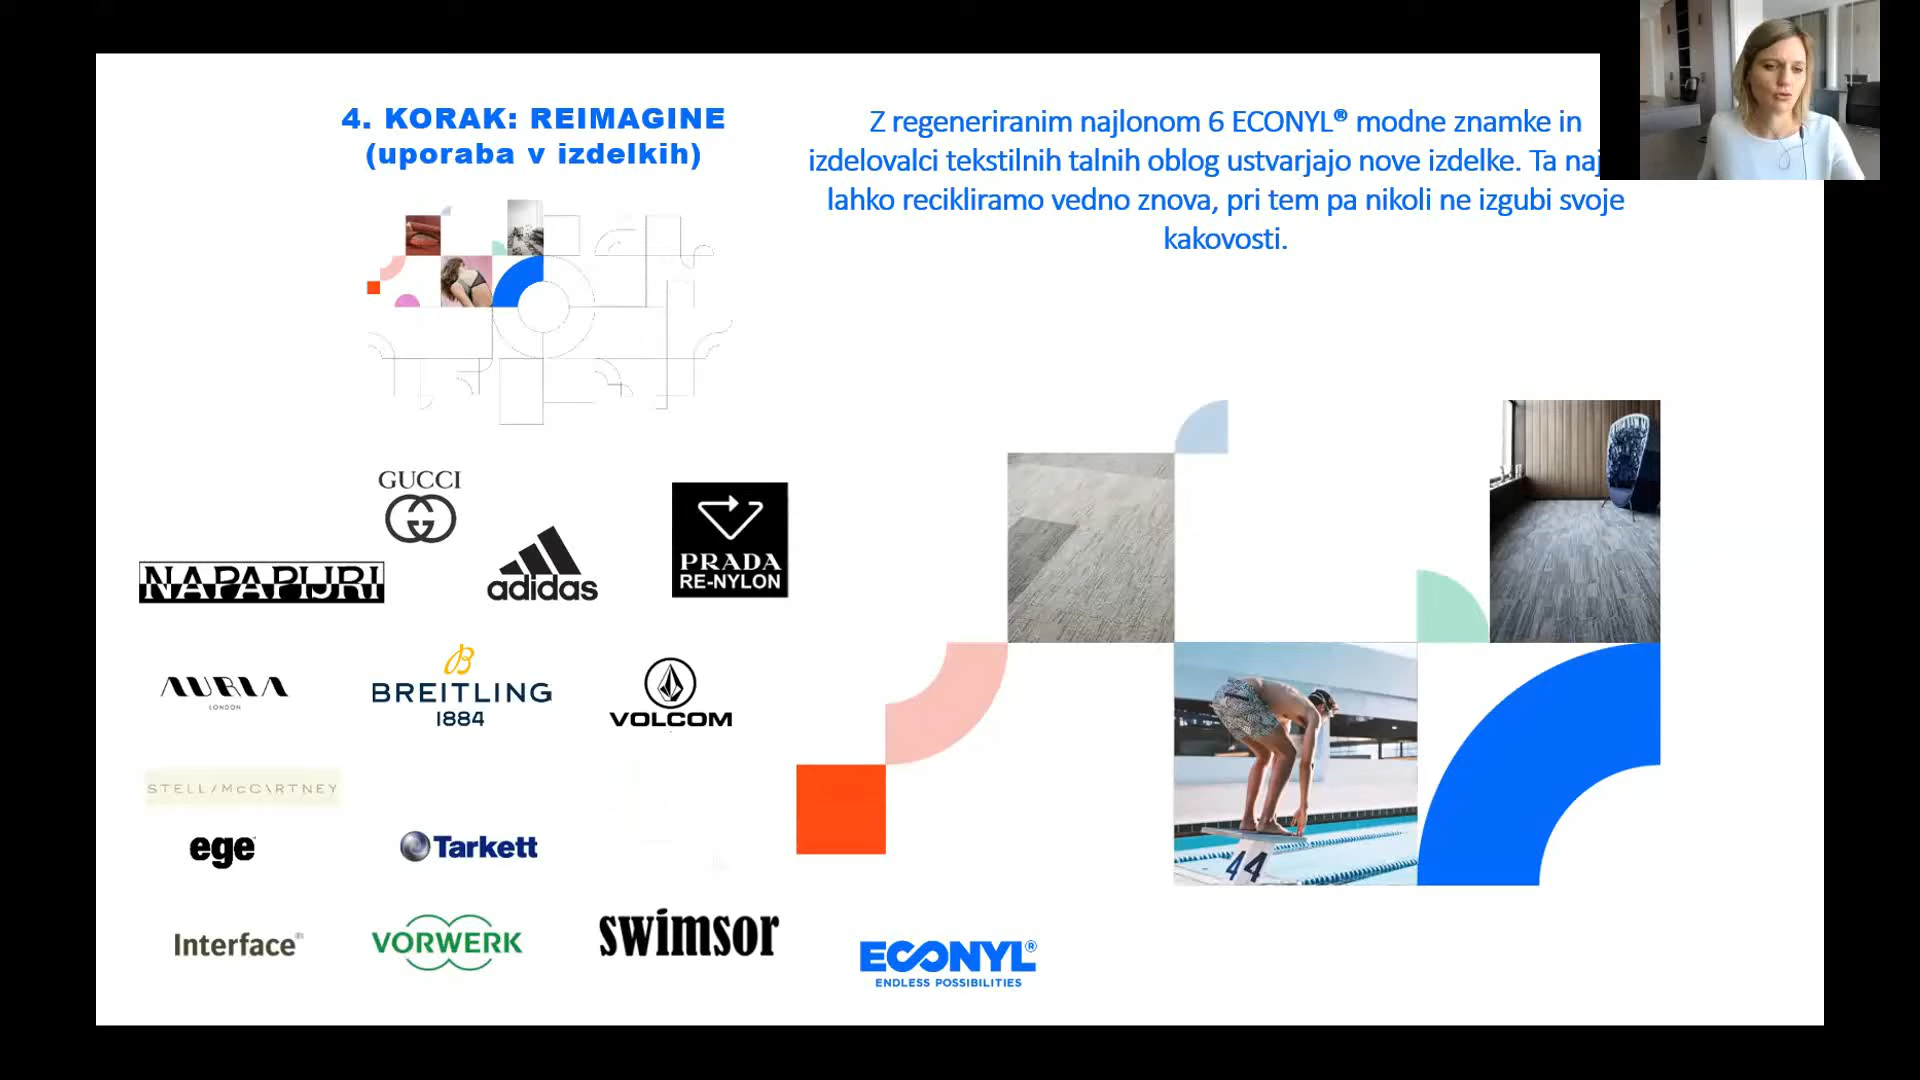 4. KORAK: REIMAGINE
(uporaba v izdelkih)
Z regeneriranim najlonom 6 ECONYL® modne znamke in
izdelovalci tekstilnih talnih oblog ustvarjajo nove izdelke. Ta
lahko recikliramo vedno znova, pri tem pa nikoli ne izgubi svoje
kakovosti.
GUCCI
NAPAPIJRI
adidas
PRADA
RE-NYLON
AURIA
LONDON
BREITLING
1884
VOLCOM
STELLA McCARTNEY
ege
Tarkett
Interface®
VORWERK
swimsor
ECONYL®
ENDLESS POSSIBILITIES
44